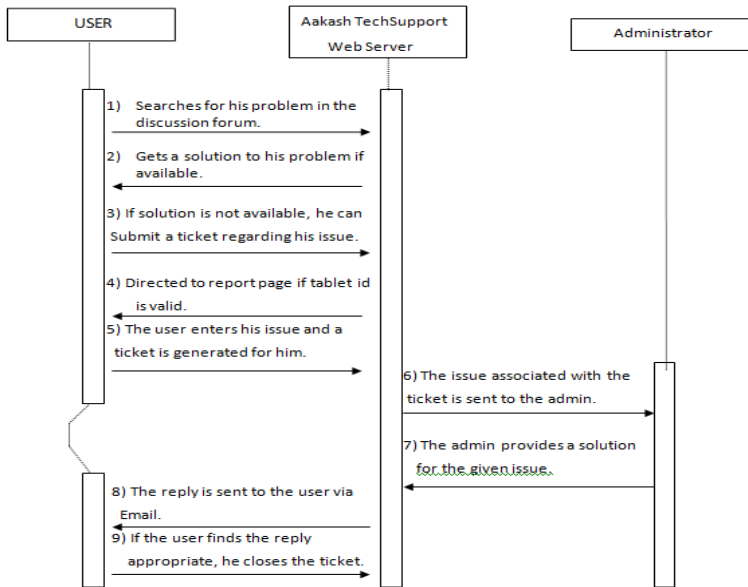 USER
Aakash TechSupport
Web Server
Administrator
1) Searches for his problem in the
discussion forum.
2) Gets a solution to his problem if
available.
3) If solution is not available, he can
Submit a ticket regarding his issue.
4) Directed to report page if tablet id
is valid.
5) The user enters his issue and a
ticket is generated for him.
6) The issue associated with the
ticket is sent to the admin.
7) The admin provides a solution
for the given issue.
8) The reply is sent to the user via
Email.
9) If the user finds the reply
appropriate, he closes the ticket.